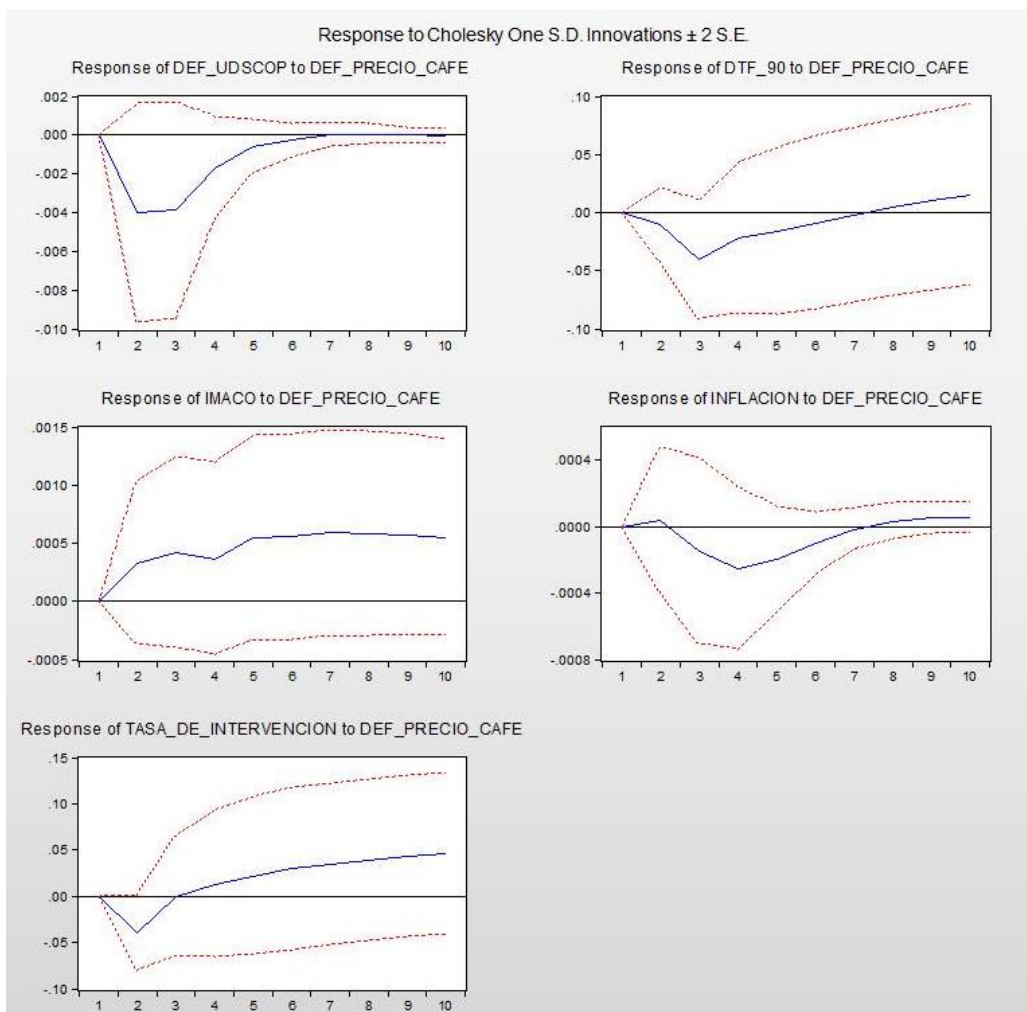 Response to Cholesky One S.D. Innovations ± 2 S.E.
Response of DEF_UDSCOP to DEF_PRECIO_CAFE
.002
.000
-.002
-.004
-.006
-.008
-.010
1 2 3 4 5 6 7 8 9 10
Response of DTF_90 to DEF_PRECIO_CAFE
.10
.05
.00
-.05
-.10
1 2 3 4 5 6 7 8 9 10
Response of IMACO to DEF_PRECIO_CAFE
.0015
.0010
.0005
.0000
-.0005
1 2 3 4 5 6 7 8 9 10
Response of INFLACION to DEF_PRECIO_CAFE
.0004
.0000
-.0004
-.0008
1 2 3 4 5 6 7 8 9 10
Response of TASA_DE_INTERVENCION to DEF_PRECIO_CAFE
.15
.10
.05
.00
-.05
-.10
1 2 3 4 5 6 7 8 9 10